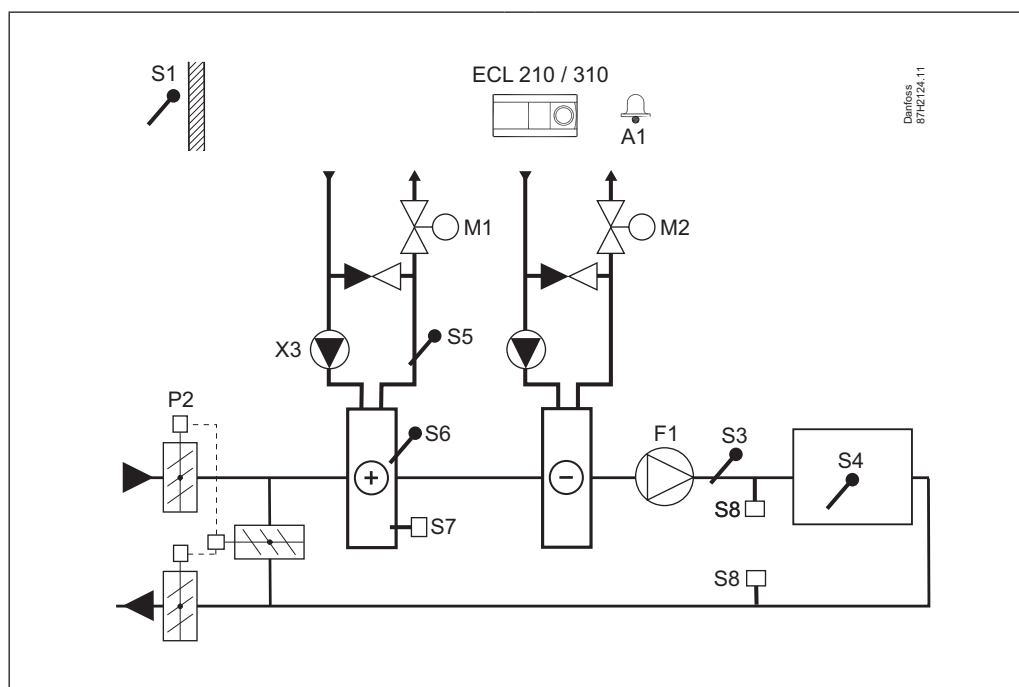 S1
ECL 210 / 310
A1
Danfoss
87H2124.11
M1
M2
X3
S5
P2
S6
F1
S3
S4
+
−
S8
S7
S8